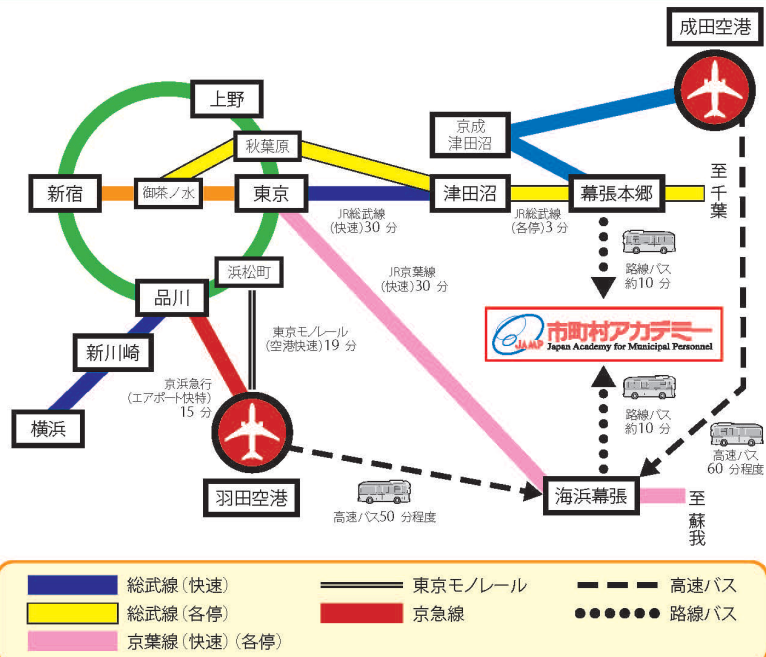 成田空港
上野
京成
津田沼
秋葉原
新宿
御茶ノ水
東京
津田沼
幕張本郷
至
千
葉
JR総武線
(快速)30 分
JR総武線
(各停)3 分
路線バス
約10 分
浜松町
JR京葉線
(快速)30 分
品川
東京モノレール
(空港快速)19 分
JAMP 市町村アカデミー
Japan Academy for Municipal Personnel
新川崎
京浜急行
(エアポート快特)
15 分
路線バス
約10 分
横浜
高速バス
60 分程度
羽田空港
高速バス50 分程度
海浜幕張
至
蘇
我
総武線(快速)
東京モノレール
高速バス
総武線(各停)
京急線
路線バス
京葉線(快速)(各停)